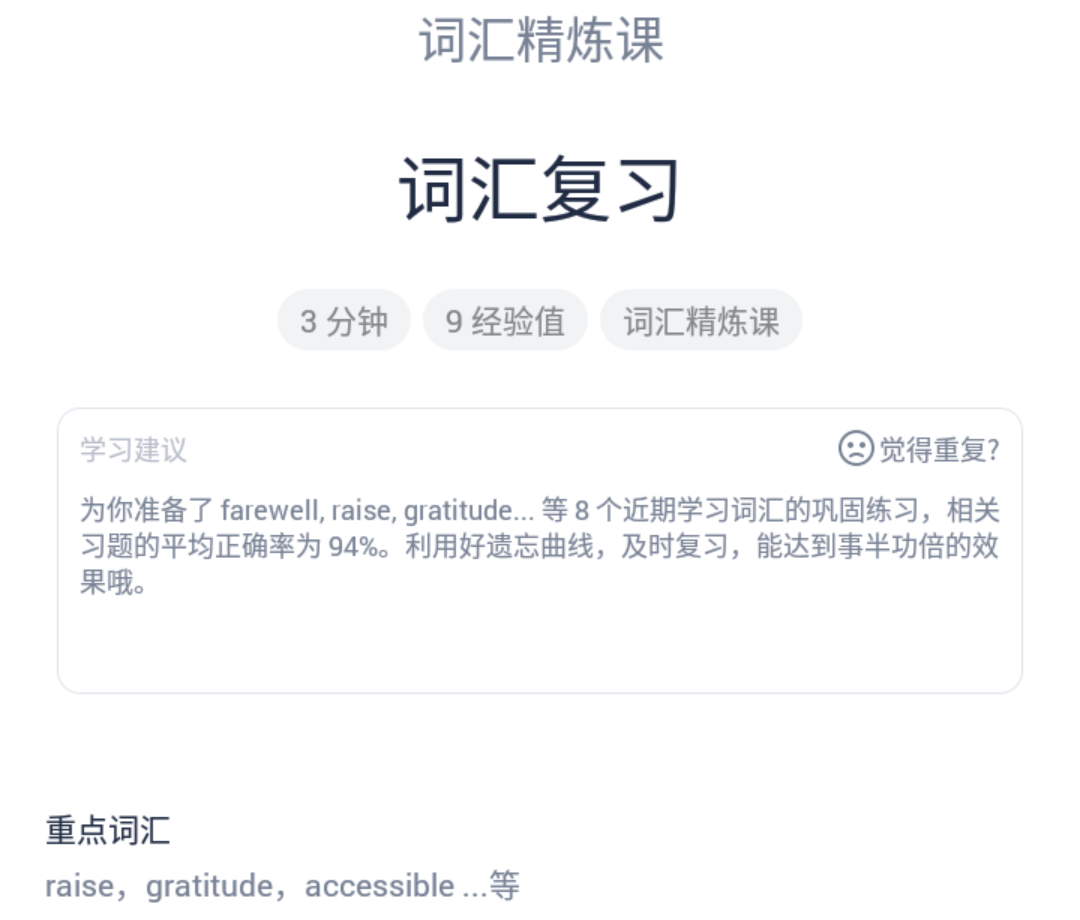 词汇精炼课
词汇复习
3 分钟 9 经验值 词汇精炼课
学习建议 觉得重复?
为你准备了 farewell, raise, gratitude... 等 8 个近期学习词汇的巩固练习，相关
习题的平均正确率为 94%。利用好遗忘曲线，及时复习，能达到事半功倍的效
果哦。
重点词汇
raise，gratitude，accessible ...等